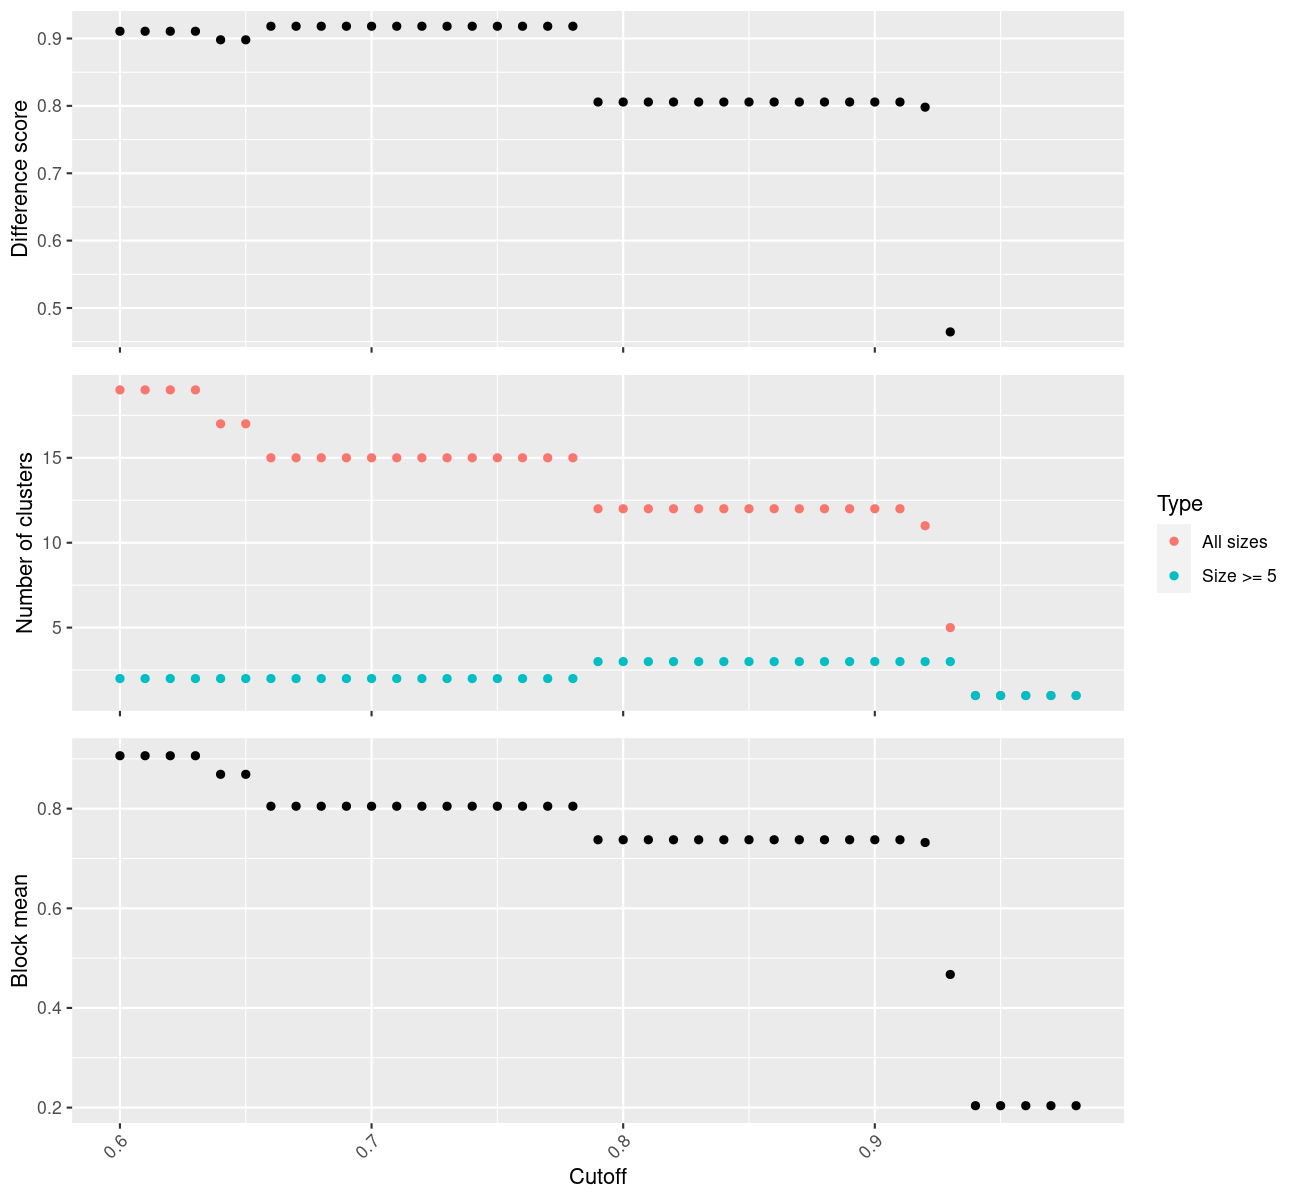 Difference score
0.9
0.8
0.7
0.6
0.5
Number of clusters
15
10
5
Type
All sizes
Size >= 5
Block mean
0.8
0.6
0.4
0.2
0.6 0.7 0.8 0.9
Cutoff